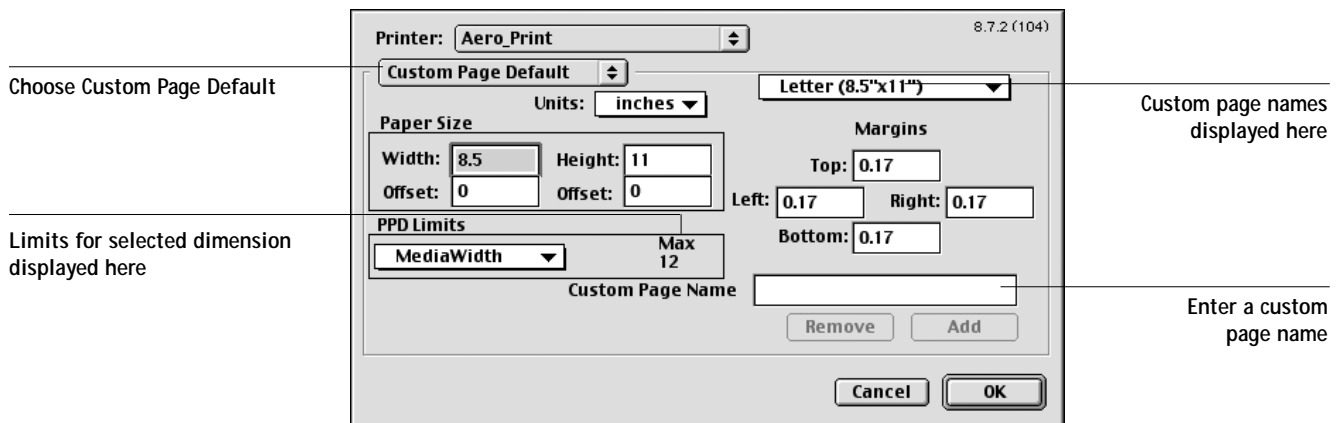 8.7.2 (104)
Printer: Aero_Print
Choose Custom Page Default
Custom Page Default
Letter (8.5"x11")
Custom page names
displayed here
Units: inches
Paper Size
Width: 8.5 Height: 11
Offset: 0 Offset: 0
Margins
Top: 0.17
Left: 0.17 Right: 0.17
Bottom: 0.17
Limits for selected dimension
displayed here
PPD Limits
MediaWidth
Max
12
Custom Page Name
Enter a custom
page name
Remove Add
Cancel OK